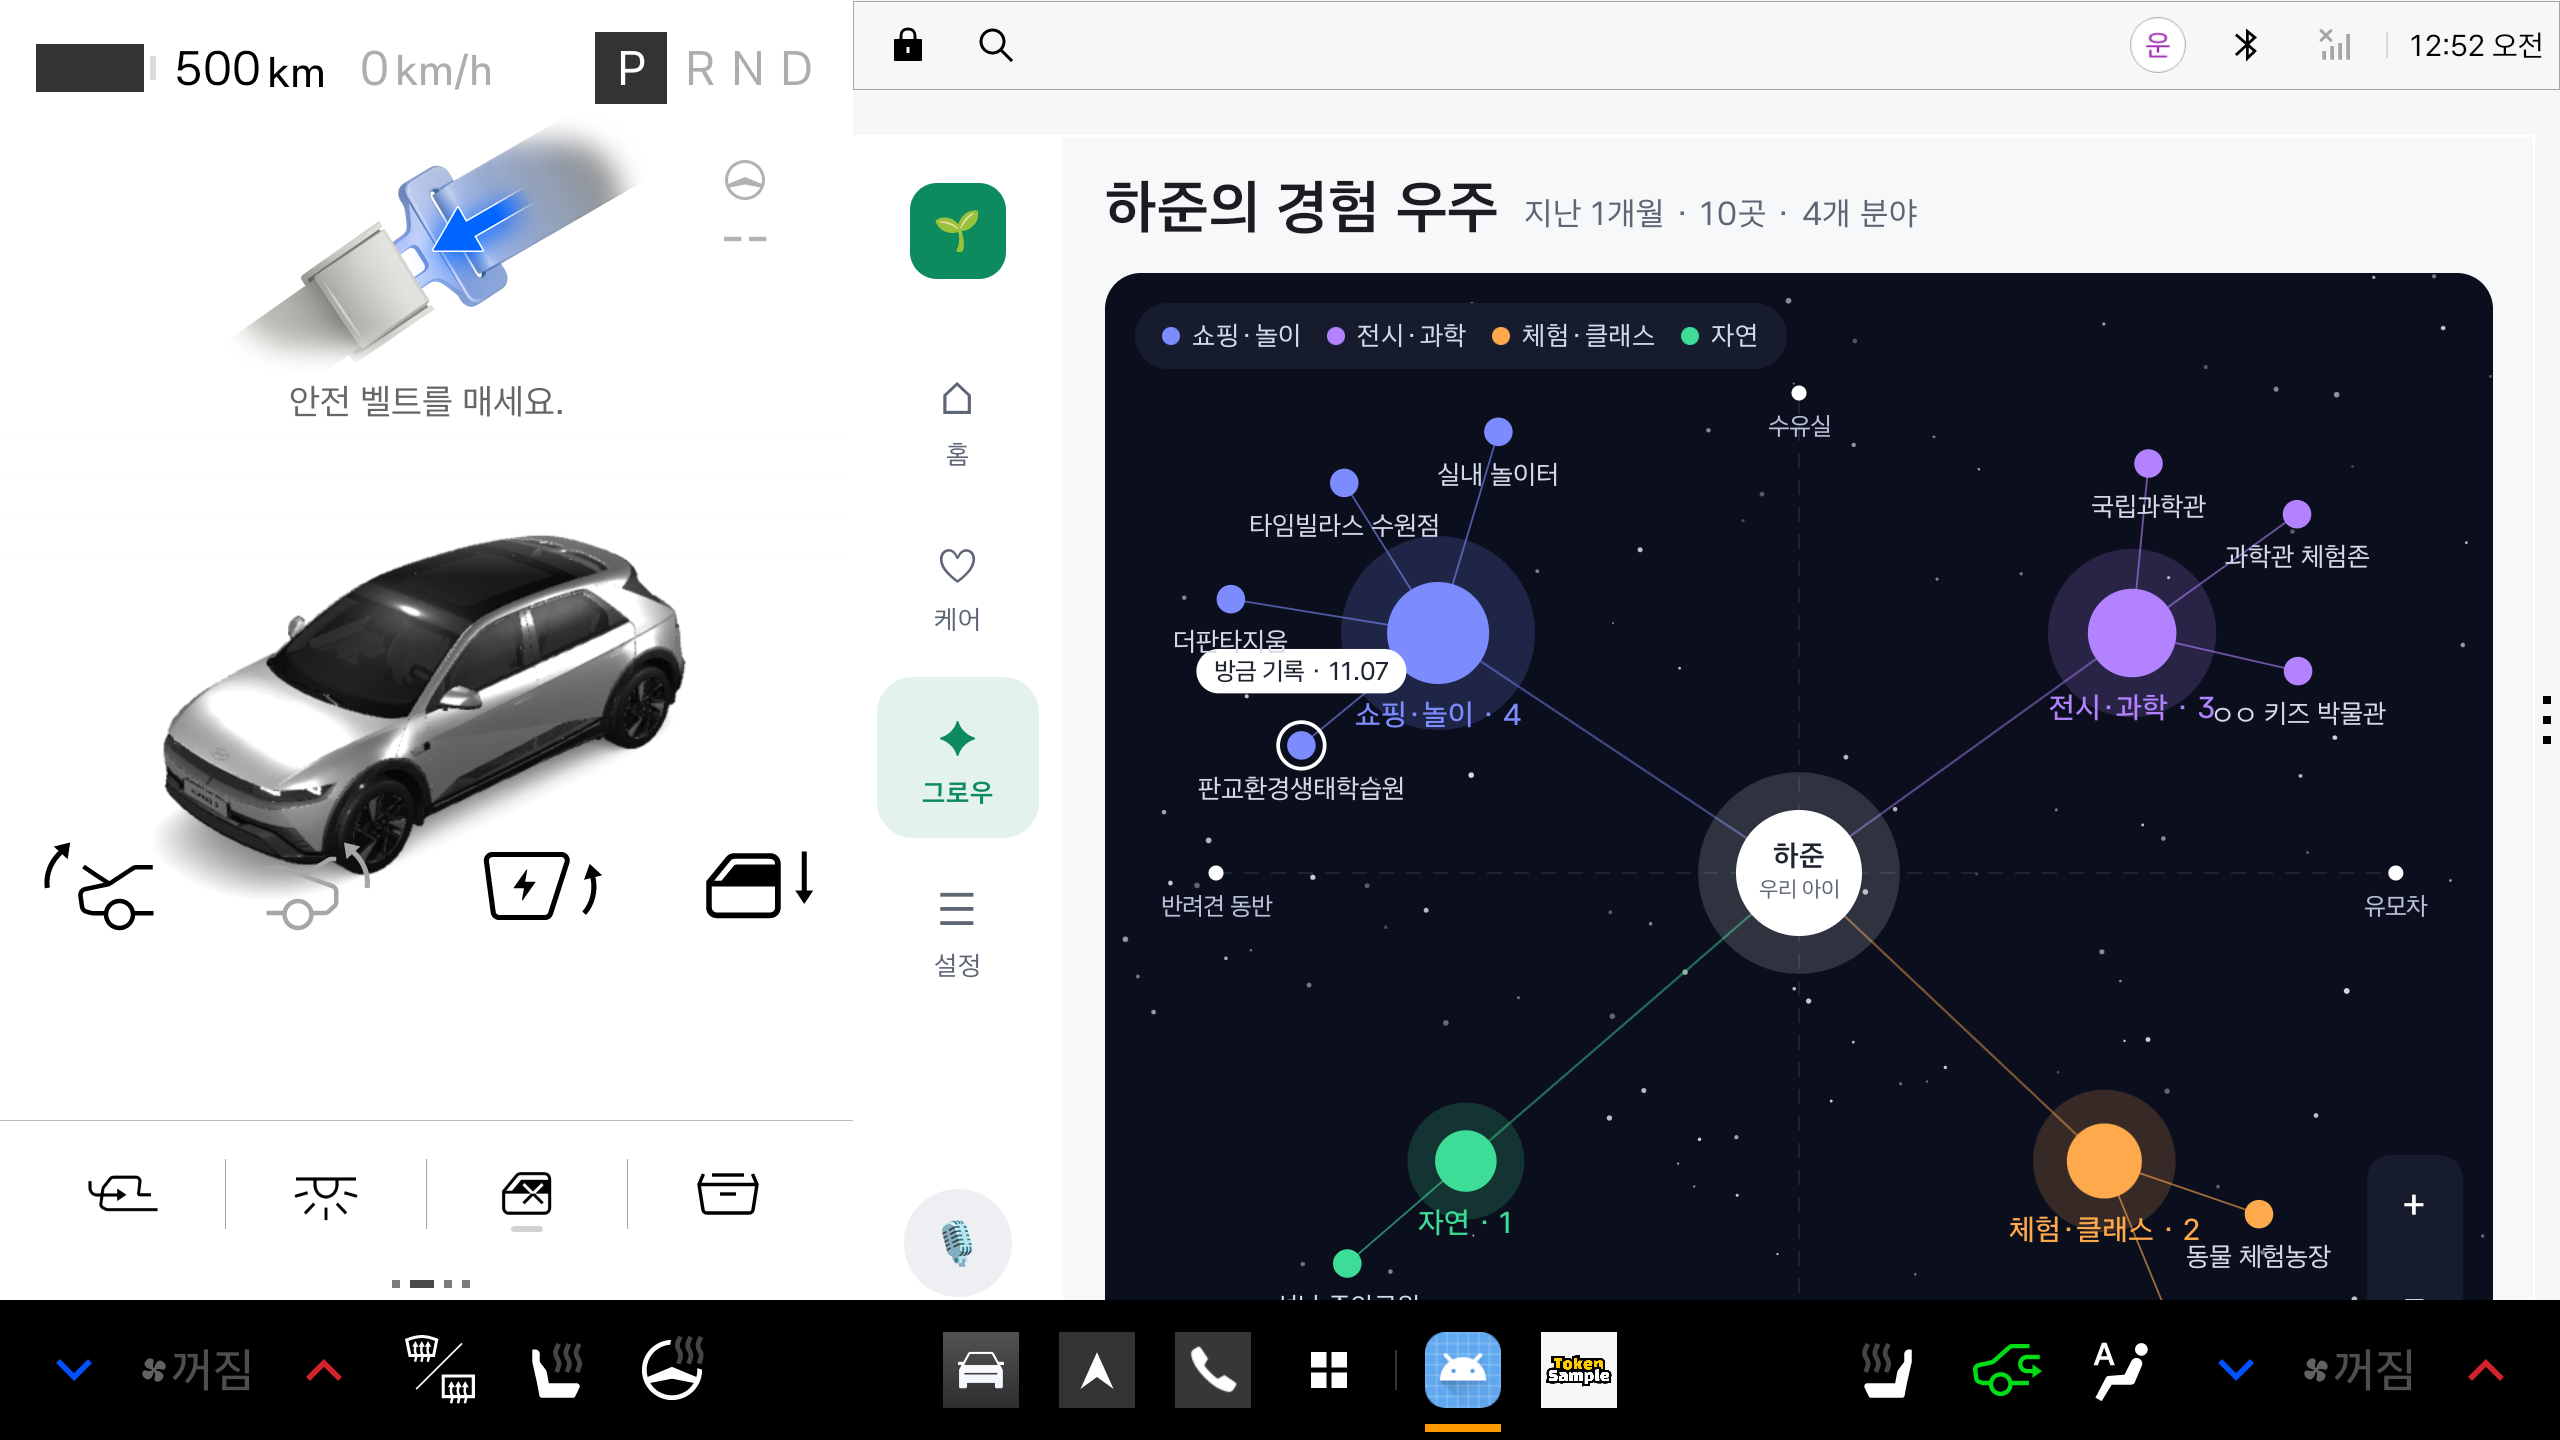 500 km 0 km/h P R N D
운 12:52 오전
안전 벨트를 매세요.
홈
케어
그로우
설정
하준의 경험 우주 지난 1개월 · 10곳 · 4개 분야
쇼핑·놀이 전시·과학 체험·클래스 자연
수유실
실내 놀이터
타임빌라스 수원점
국립과학관
과학관 체험존
더판타지움
방금 기록 · 11.07
쇼핑·놀이 · 4
전시·과학 · 3
ㅇㅇ 키즈 박물관
판교환경생태학습원
하준
우리 아이
반려견 동반
유모차
자연 · 1
체험·클래스 · 2
동물 체험농장
+
꺼짐
Token
Sample
A
꺼짐